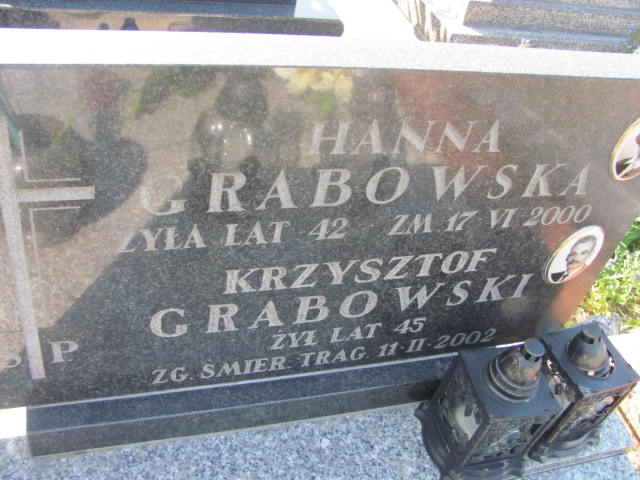 HANNA
GRABOWSKA
ŻYŁA LAT 42 ZM 17 VI 2000
KRZYSZTOF
GRABOWSKI
ŻYŁ LAT 45
ZG. SMIER. TRAG. 11-II-2002
Ś P